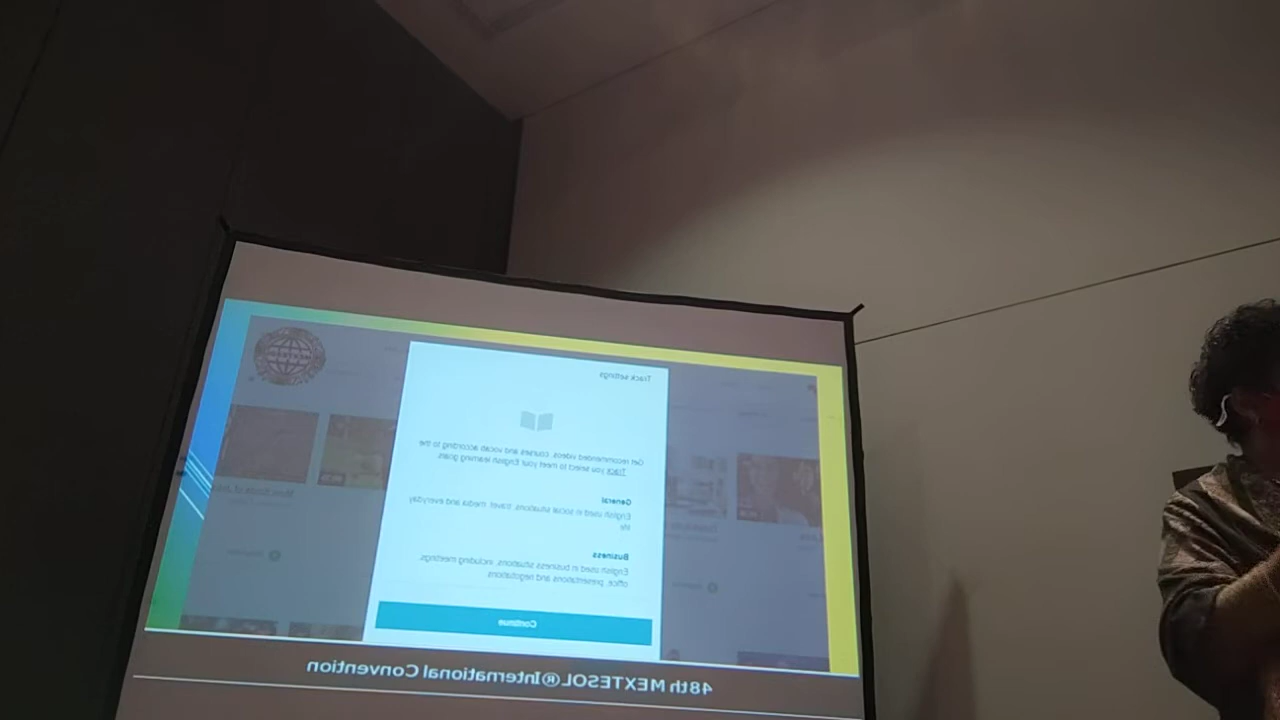 Track settings
Get recommended videos, courses and vocab according to the
Track you select to meet your English learning goals.
General
English used in social situations, travel, media and everyday
life
Business
English used in business situations, including meetings,
office, presentations and negotiations
Continue
48th MEXTESOL®International Convention